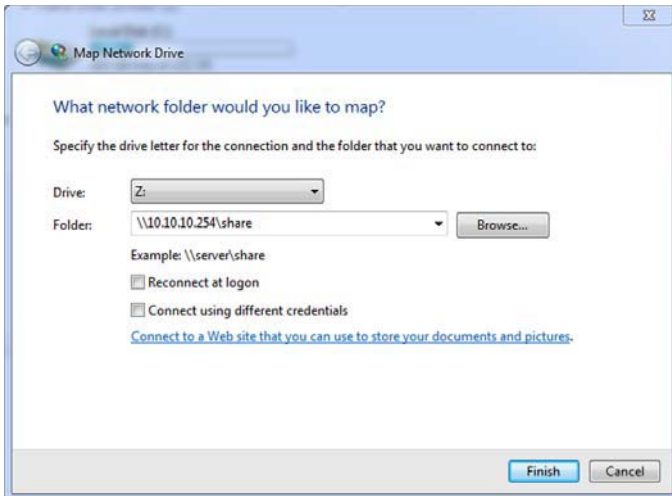 Map Network Drive
What network folder would you like to map?
Specify the drive letter for the connection and the folder that you want to connect to:
Drive: Z:
Folder: \\10.10.10.254\share Browse...
Example: \\server\share
Reconnect at logon
Connect using different credentials
Connect to a Web site that you can use to store your documents and pictures.
Finish Cancel